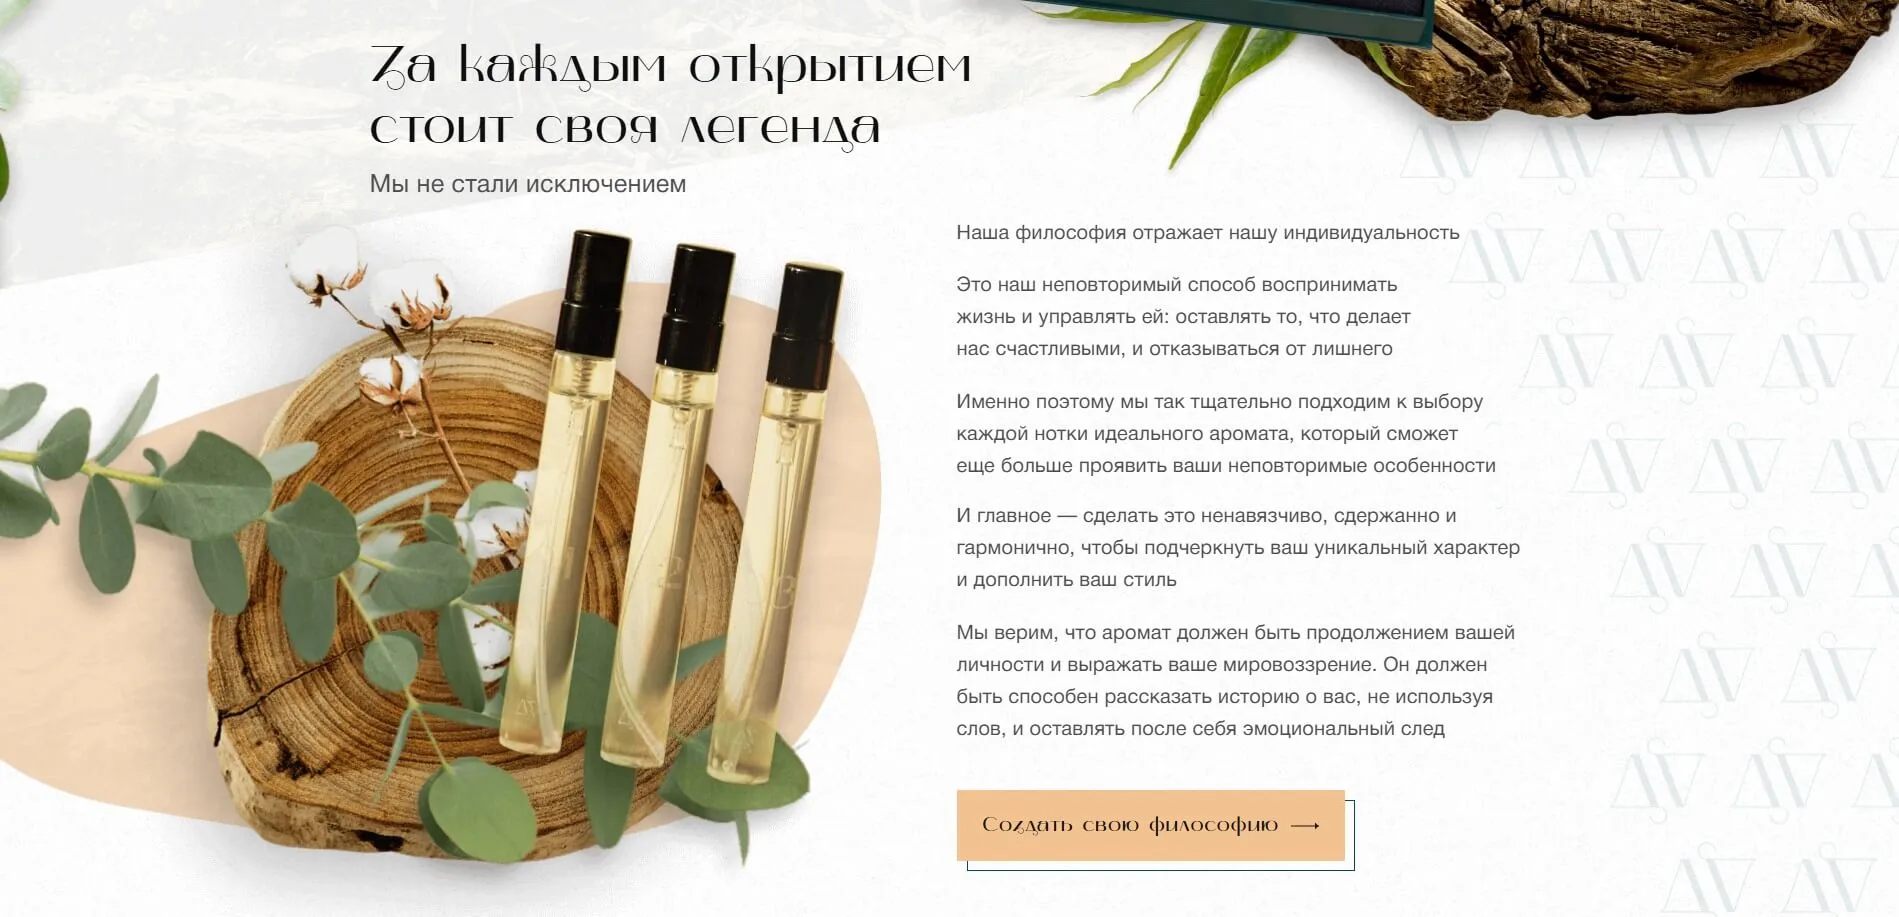 За каждым открытием
стоит своя легенда
Мы не стали исключением
Наша философия отражает нашу индивидуальность
Это наш неповторимый способ воспринимать
жизнь и управлять ей: оставлять то, что делает
нас счастливыми, и отказываться от лишнего
Именно поэтому мы так тщательно подходим к выбору
каждой нотки идеального аромата, который сможет
еще больше проявить ваши неповторимые особенности
И главное — сделать это ненавязчиво, сдержанно и
гармонично, чтобы подчеркнуть ваш уникальный характер
и дополнить ваш стиль
Мы верим, что аромат должен быть продолжением вашей
личности и выражать ваше мировоззрение. Он должен
быть способен рассказать историю о вас, не используя
слов, и оставлять после себя эмоциональный след
Создать свою философию →
1
2
3